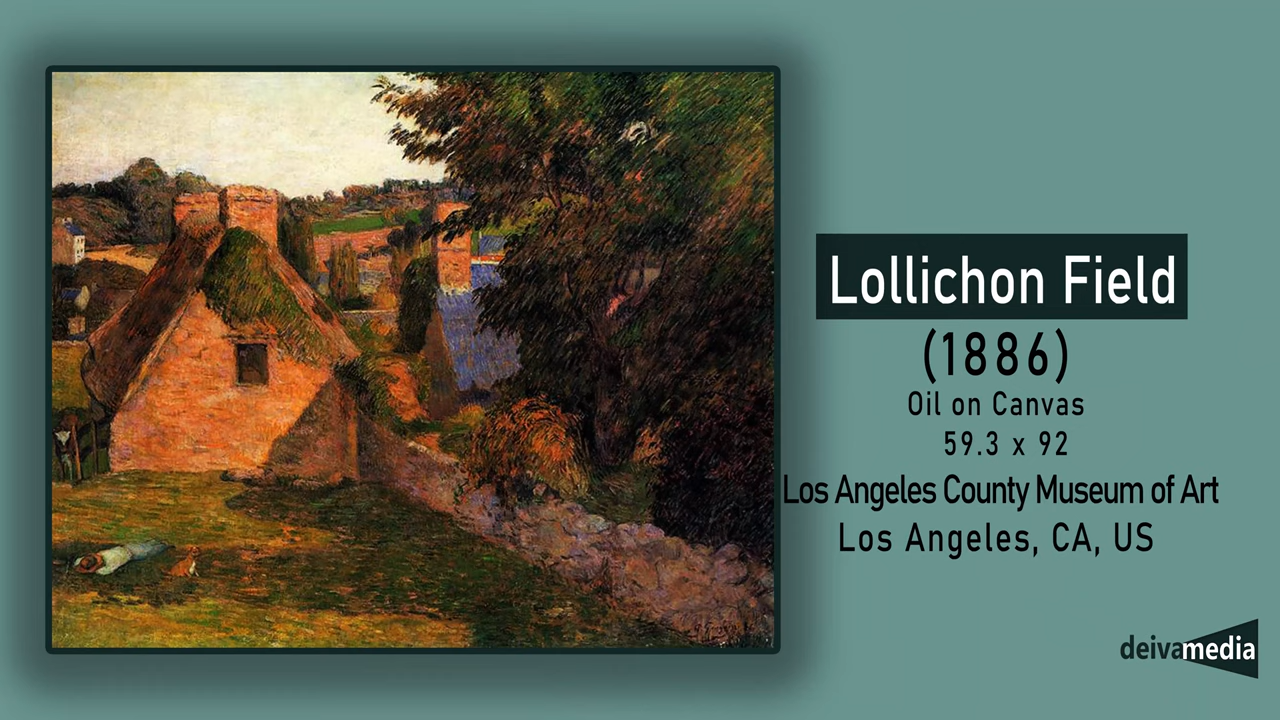 Lollichon Field
(1886)
Oil on Canvas
59.3 x 92
Los Angeles County Museum of Art
Los Angeles, CA, US
deivamedia